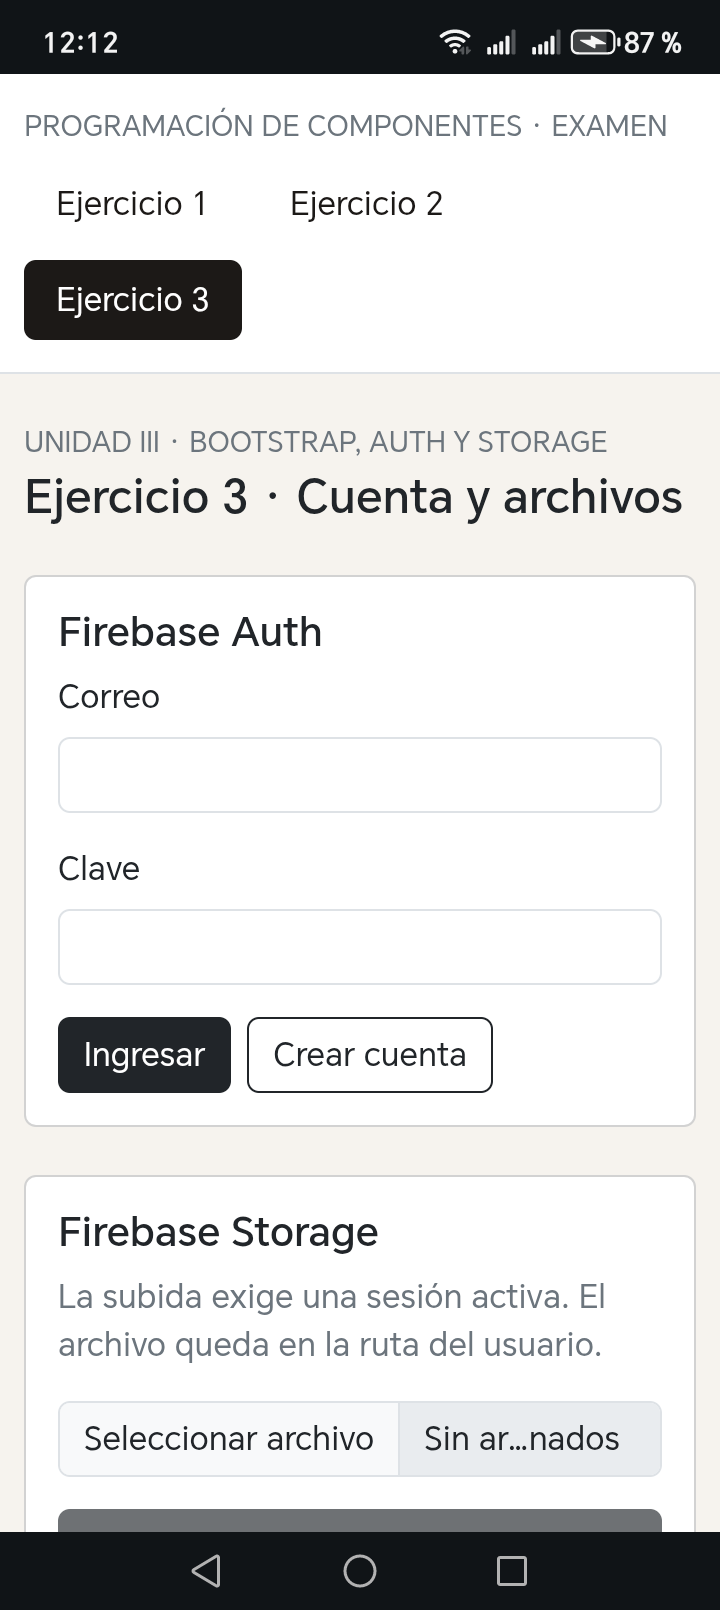 12:12
87 %
PROGRAMACIÓN DE COMPONENTES · EXAMEN
Ejercicio 1
Ejercicio 2
Ejercicio 3
UNIDAD III · BOOTSTRAP, AUTH Y STORAGE
Ejercicio 3 · Cuenta y archivos
Firebase Auth
Correo
Clave
Ingresar
Crear cuenta
Firebase Storage
La subida exige una sesión activa. El
archivo queda en la ruta del usuario.
Seleccionar archivo
Sin ar...nados